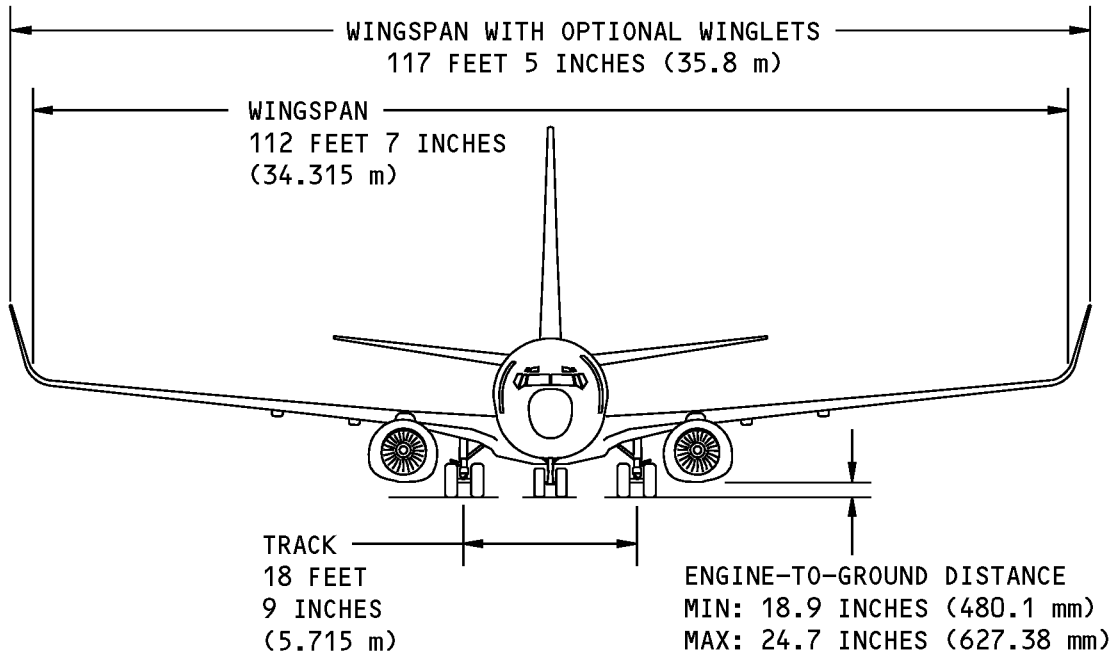 WINGSPAN WITH OPTIONAL WINGLETS
117 FEET 5 INCHES (35.8 m)
WINGSPAN
112 FEET 7 INCHES
(34.315 m)
TRACK
18 FEET
9 INCHES
(5.715 m)
ENGINE-TO-GROUND DISTANCE
MIN: 18.9 INCHES (480.1 mm)
MAX: 24.7 INCHES (627.38 mm)